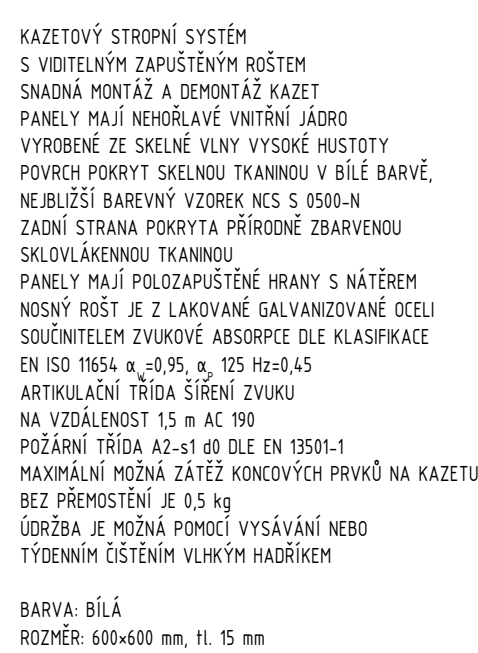 KAZETOVÝ STROPNÍ SYSTÉM
S VIDITELNÝM ZAPUŠTĚNÝM ROŠTEM
SNADNÁ MONTÁŽ A DEMONTÁŽ KAZET
PANELY MAJÍ NEHOŘLAVÉ VNITŘNÍ JÁDRO
VYROBENÉ ZE SKELNÉ VLNY VYSOKÉ HUSTOTY
POVRCH POKRYT SKELNOU TKANINOU V BÍLÉ BARVĚ,
NEJBLIŽŠÍ BAREVNÝ VZOREK NCS S 0500-N
ZADNÍ STRANA POKRYTA PŘÍRODNĚ ZBARVENOU
SKLOVLÁKENNOU TKANINOU
PANELY MAJÍ POLOZAPUŠTĚNÉ HRANY S NÁTĚREM
NOSNÝ ROŠT JE Z LAKOVANÉ GALVANIZOVANÉ OCELI
SOUČINITELEM ZVUKOVÉ ABSORPCE DLE KLASIFIKACE
EN ISO 11654 α_w=0,95, α_p 125 Hz=0,45
ARTIKULAČNÍ TŘÍDA ŠÍŘENÍ ZVUKU
NA VZDÁLENOST 1,5 m AC 190
POŽÁRNÍ TŘÍDA A2-s1 d0 DLE EN 13501-1
MAXIMÁLNÍ MOŽNÁ ZÁTĚŽ KONCOVÝCH PRVKŮ NA KAZETU
BEZ PŘEMOSTĚNÍ JE 0,5 kg
ÚDRŽBA JE MOŽNÁ POMOCÍ VYSÁVÁNÍ NEBO
TÝDENNÍM ČIŠTĚNÍM VLHKÝM HADŘÍKEM

BARVA: BÍLÁ
ROZMĚR: 600×600 mm, tl. 15 mm